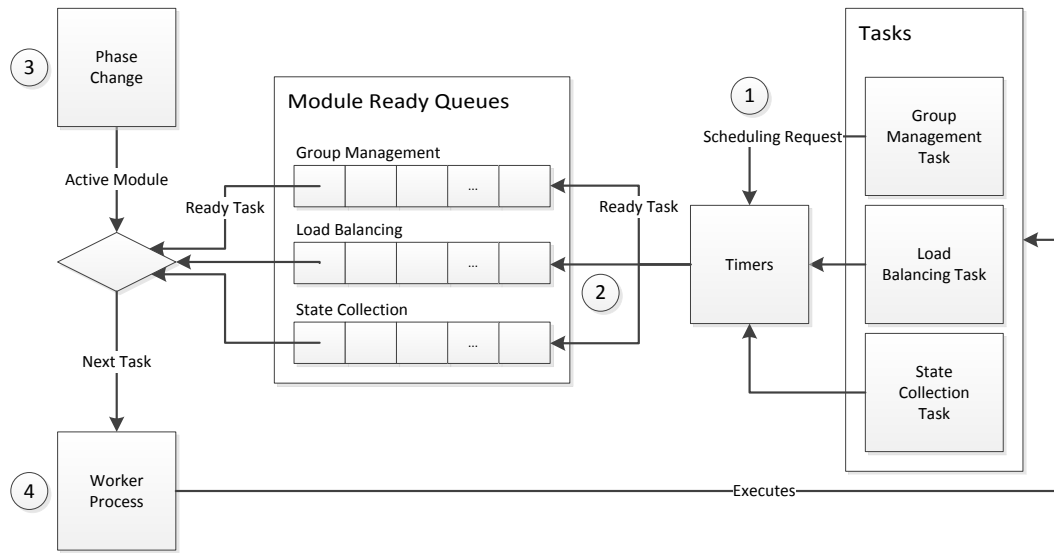 3
Phase
Change
Active Module
Module Ready Queues
Group Management
...
Ready Task
Load Balancing
...
State Collection
...
Ready Task
2
1
Scheduling Request
Timers
Tasks
Group
Management
Task
Load
Balancing Task
State
Collection
Task
Next Task
4
Worker
Process
Executes